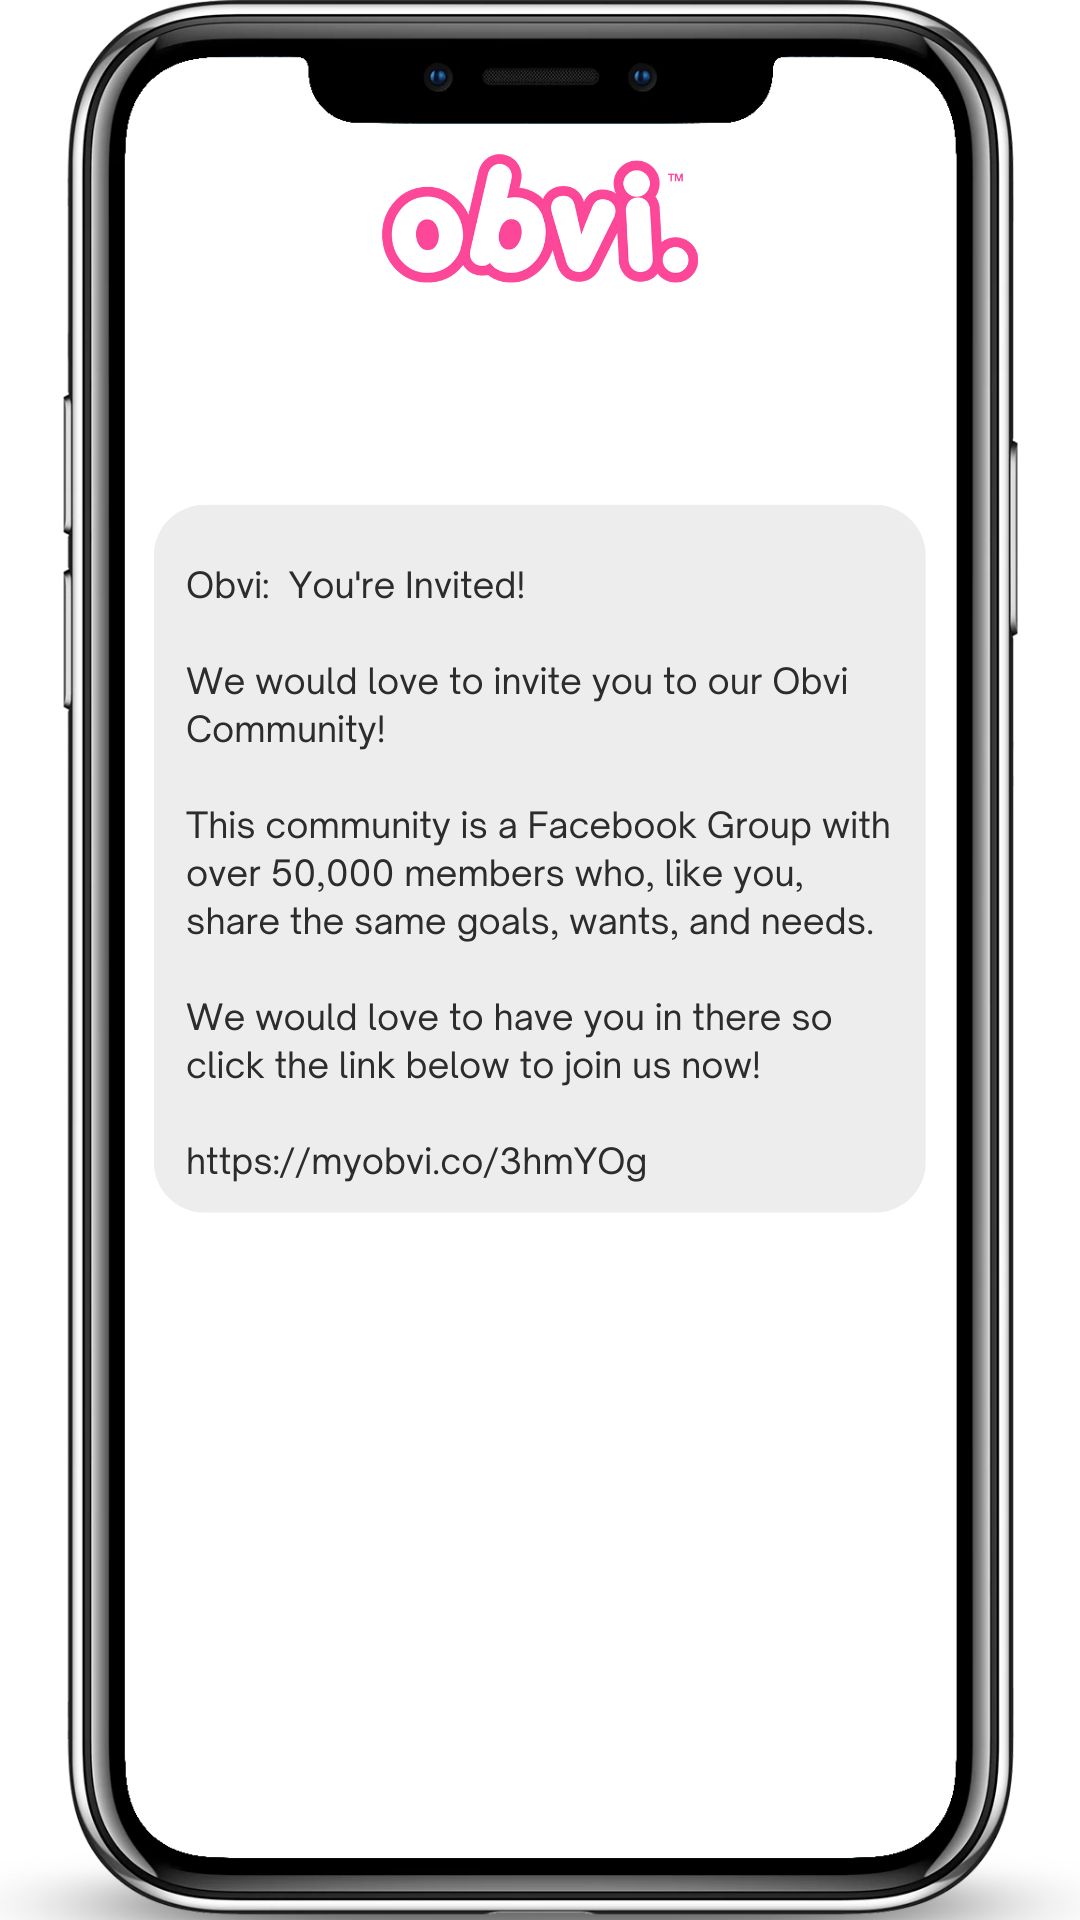 obvi.™
Obvi:  You're Invited!
We would love to invite you to our Obvi
Community!
This community is a Facebook Group with
over 50,000 members who, like you,
share the same goals, wants, and needs.
We would love to have you in there so
click the link below to join us now!
https://myobvi.co/3hmYOg